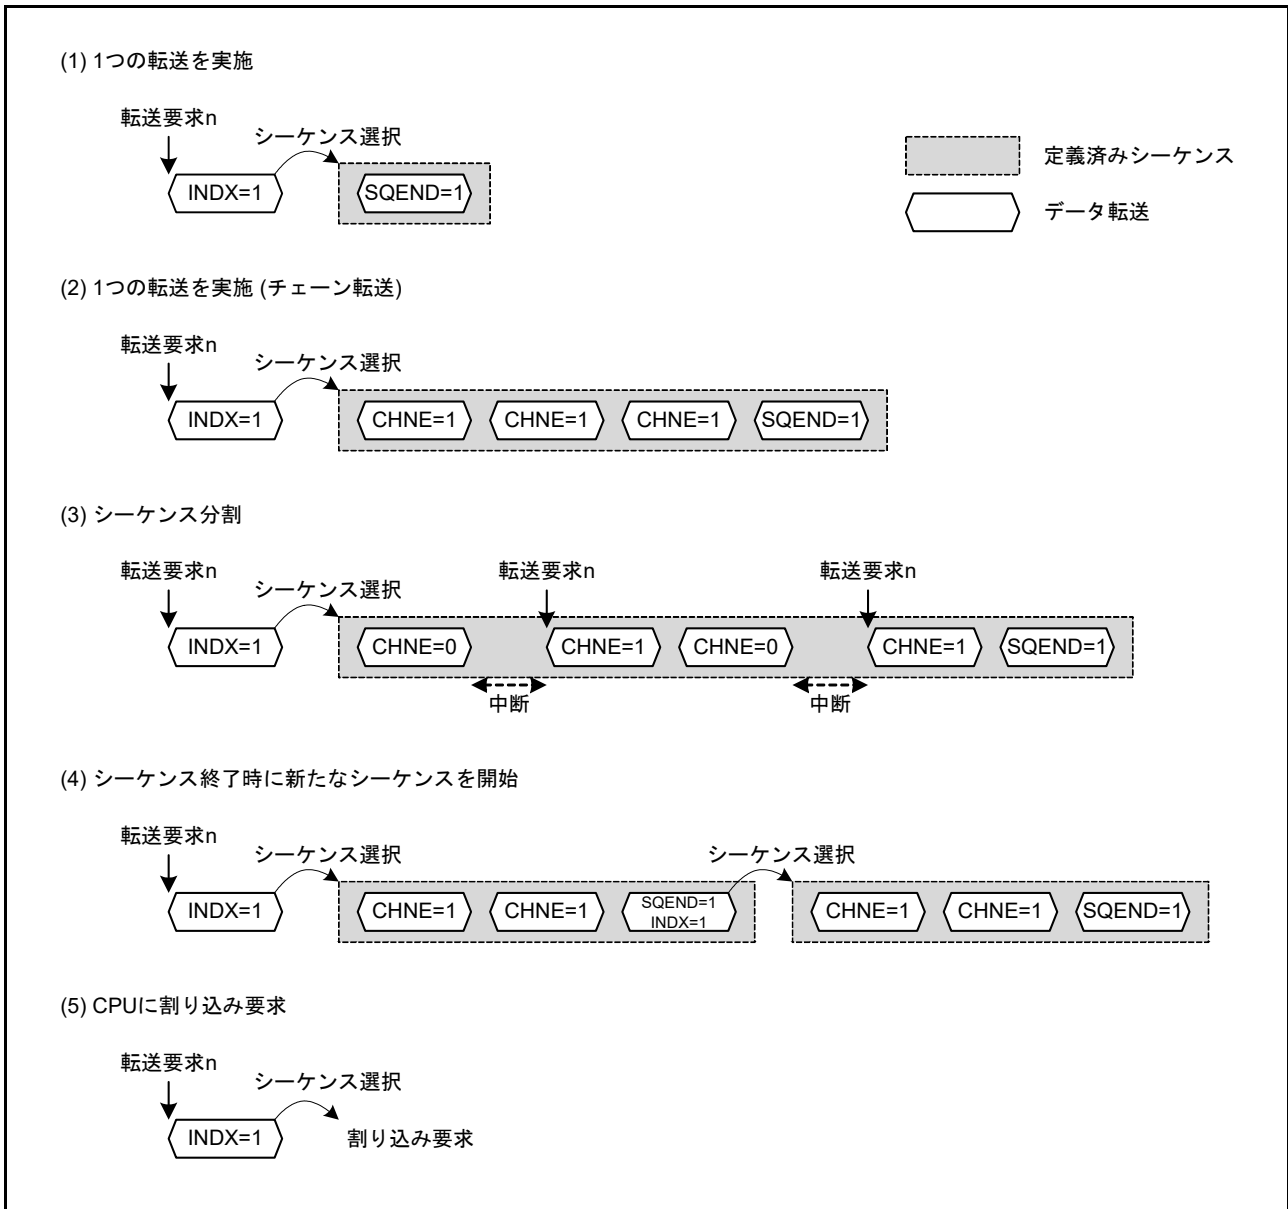 (1) 1つの転送を実施
転送要求n
シーケンス選択
INDX=1
SQEND=1
定義済みシーケンス
データ転送
(2) 1つの転送を実施 (チェーン転送)
転送要求n
シーケンス選択
INDX=1
CHNE=1
CHNE=1
CHNE=1
SQEND=1
(3) シーケンス分割
転送要求n
シーケンス選択
転送要求n
転送要求n
INDX=1
CHNE=0
CHNE=1
CHNE=0
CHNE=1
SQEND=1
中断
中断
(4) シーケンス終了時に新たなシーケンスを開始
転送要求n
シーケンス選択
シーケンス選択
INDX=1
CHNE=1
CHNE=1
SQEND=1
INDX=1
CHNE=1
CHNE=1
SQEND=1
(5) CPUに割り込み要求
転送要求n
シーケンス選択
INDX=1
割り込み要求